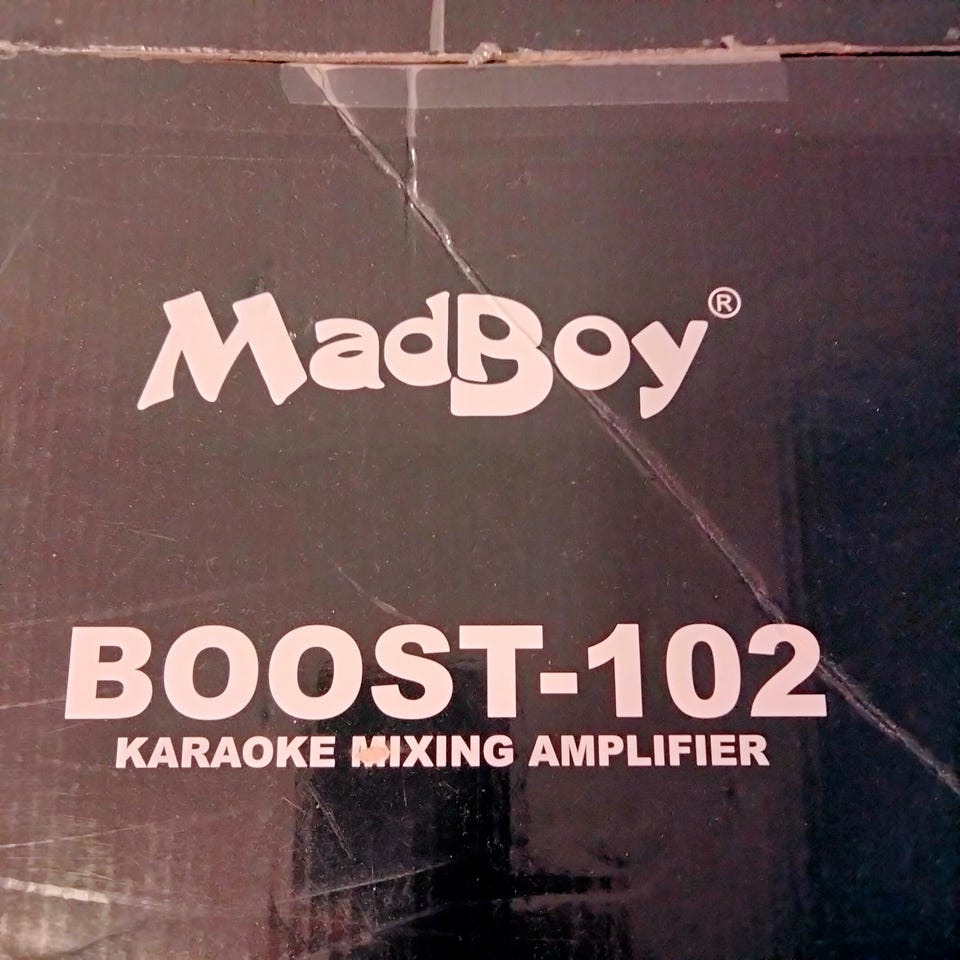 MadBoy®
BOOST-102
KARAOKE MIXING AMPLIFIER